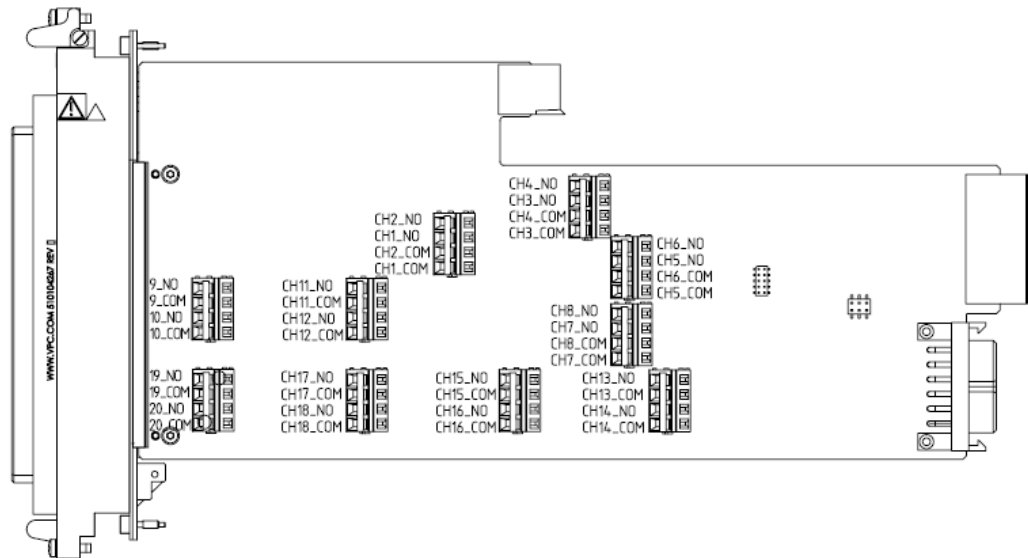 CH4_NO
CH3_NO
CH4_COM
CH3_COM
CH2_NO
CH1_NO
CH2_COM
CH1_COM
CH6_NO
CH5_NO
CH6_COM
CH5_COM
9_NO
9_COM
10_NO
10_COM
CH11_NO
CH11_COM
CH12_NO
CH12_COM
CH8_NO
CH7_NO
CH8_COM
CH7_COM
19_NO
19_COM
20_NO
20_COM
CH17_NO
CH17_COM
CH18_NO
CH18_COM
CH15_NO
CH15_COM
CH16_NO
CH16_COM
CH13_NO
CH13_COM
CH14_NO
CH14_COM
WWW.VPC.COM 510104267 REV []